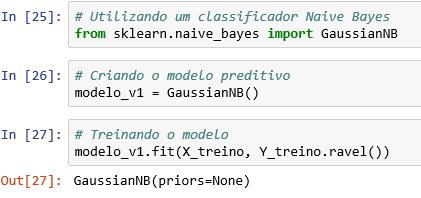 In [25]: # Utilizando um classificador Naive Bayes
from sklearn.naive_bayes import GaussianNB
In [26]: # Criando o modelo preditivo
modelo_v1 = GaussianNB()
In [27]: # Treinando o modelo
modelo_v1.fit(X_treino, Y_treino.ravel())
Out[27]: GaussianNB(priors=None)